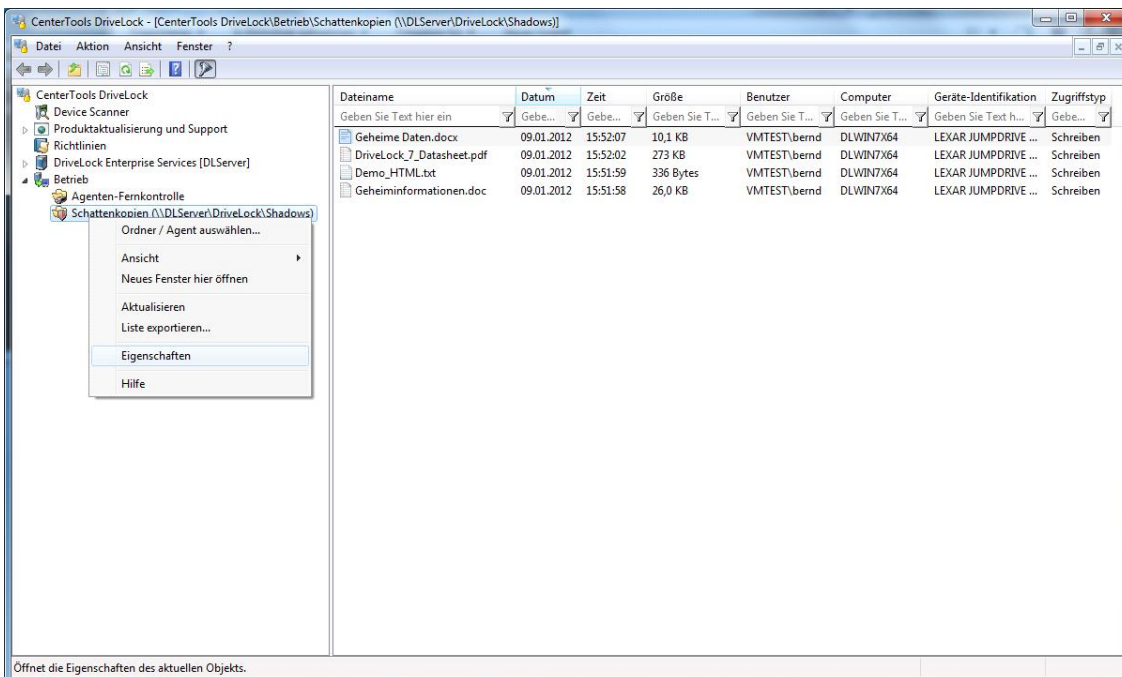 CenterTools DriveLock - [CenterTools DriveLock\Betrieb\Schattenkopien (\\DLServer\DriveLock\Shadows)]
Datei Aktion Ansicht Fenster ?
CenterTools DriveLock
Device Scanner
Produktaktualisierung und Support
Richtlinien
DriveLock Enterprise Services [DLServer]
Betrieb
Agenten-Fernkontrolle
Schattenkopien (\\DLServer\DriveLock\Shadows)
Ordner / Agent auswählen...
Ansicht
Neues Fenster hier öffnen
Aktualisieren
Liste exportieren...
Eigenschaften
Hilfe
Dateiname Datum Zeit Größe Benutzer Computer Geräte-Identifikation Zugriffstyp
Geben Sie Text hier ein Gebe... Gebe... Geben Sie T... Geben Sie T... Geben Sie T... Geben Sie Text h... Gebe...
Geheime Daten.docx 09.01.2012 15:52:07 10,1 KB VMTEST\bernd DLWIN7X64 LEXAR JUMPDRIVE ... Schreiben
DriveLock_7_Datasheet.pdf 09.01.2012 15:52:02 273 KB VMTEST\bernd DLWIN7X64 LEXAR JUMPDRIVE ... Schreiben
Demo_HTML.txt 09.01.2012 15:51:59 336 Bytes VMTEST\bernd DLWIN7X64 LEXAR JUMPDRIVE ... Schreiben
Geheiminformationen.doc 09.01.2012 15:51:58 26,0 KB VMTEST\bernd DLWIN7X64 LEXAR JUMPDRIVE ... Schreiben
Öffnet die Eigenschaften des aktuellen Objekts.